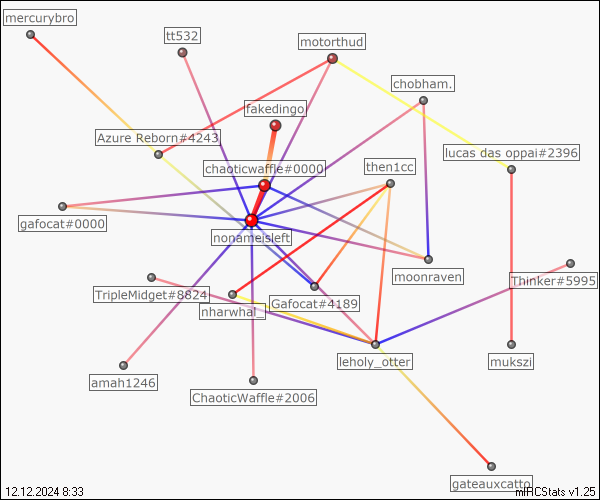 mercurybro
tt532
motorthud
chobham.
fakedingo
Azure Reborn#4243
lucas das oppai#2396
chaoticwaffle#0000
then1cc
gafocat#0000
nonameisleft
moonraven
Thinker#5995
TripleMidget#8824
Gafocat#4189
nharwhal_
leholy_otter
mukszi
amah1246
ChaoticWaffle#2006
gateauxcatto
12.12.2024 8:33
mIRCStats v1.25